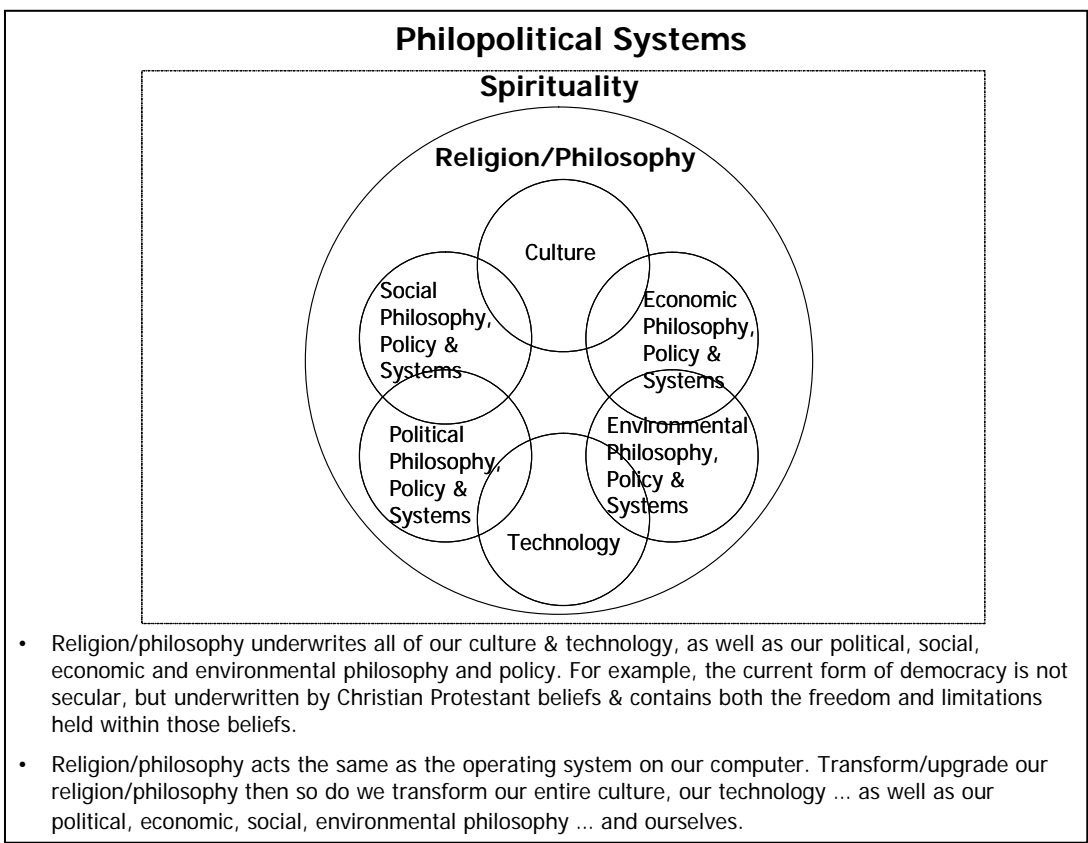 Philopolitical Systems
Spirituality
Religion/Philosophy
Culture
Social
Philosophy,
Policy &
Systems
Economic
Philosophy,
Policy &
Systems
Political
Philosophy,
Policy &
Systems
Environmental
Philosophy,
Policy &
Systems
Technology
• Religion/philosophy underwrites all of our culture & technology, as well as our political, social,
economic and environmental philosophy and policy. For example, the current form of democracy is not
secular, but underwritten by Christian Protestant beliefs & contains both the freedom and limitations
held within those beliefs.
• Religion/philosophy acts the same as the operating system on our computer. Transform/upgrade our
religion/philosophy then so do we transform our entire culture, our technology ... as well as our
political, economic, social, environmental philosophy ... and ourselves.